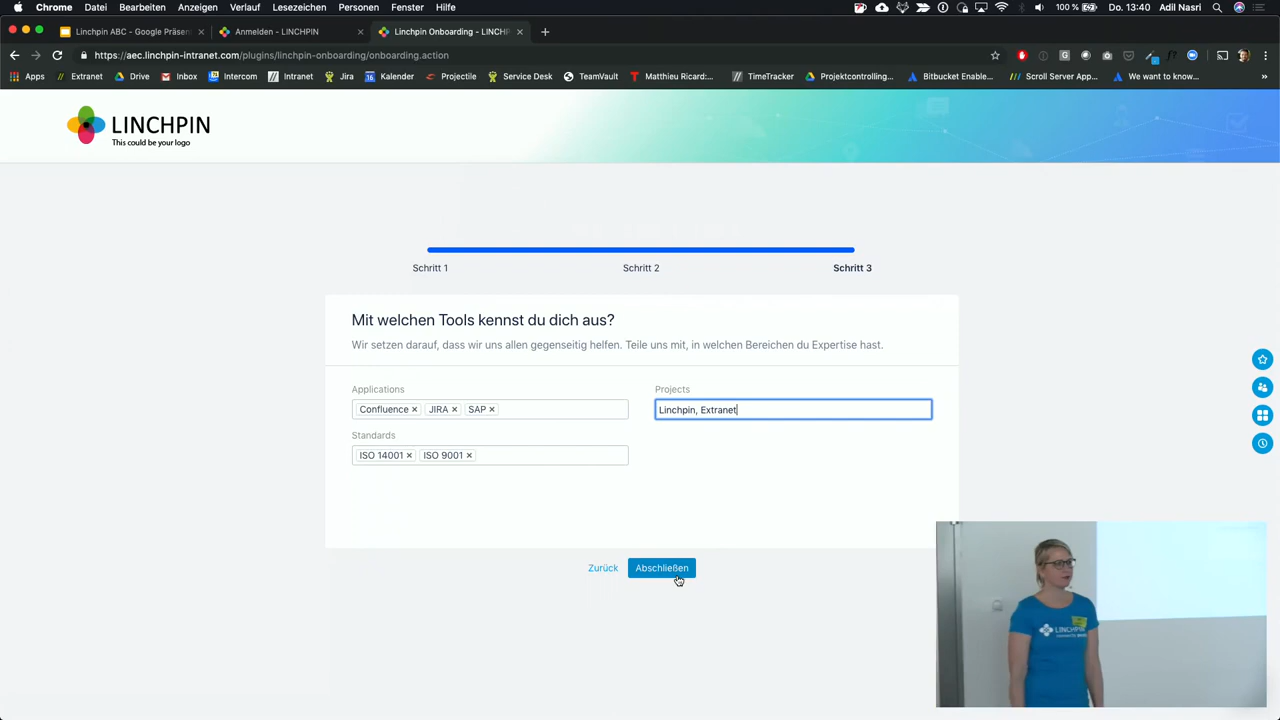 Chrome Datei Bearbeiten Anzeigen Verlauf Lesezeichen Personen Fenster Hilfe 100 % Do. 13:40 Adil Nasri
Linchpin ABC - Google Präsen Anmelden - LINCHPIN Linchpin Onboarding - LINCHP
https://aec.linchpin-intranet.com/plugins/linchpin-onboarding/onboarding.action
Apps Extranet Drive Inbox Intercom Intranet Jira 16 Kalender Projectile Service Desk TeamVault Matthieu Ricard:... TimeTracker Projektcontrolling... Bitbucket Enable... Scroll Server App... We want to know... »
LINCHPIN
This could be your logo
Schritt 1 Schritt 2 Schritt 3
Mit welchen Tools kennst du dich aus?
Wir setzen darauf, dass wir uns allen gegenseitig helfen. Teile uns mit, in welchen Bereichen du Expertise hast.
Applications Projects
Confluence × JIRA × SAP × Linchpin, Extranet
Standards
ISO 14001 × ISO 9001 ×
Zurück Abschließen
LINCHPIN